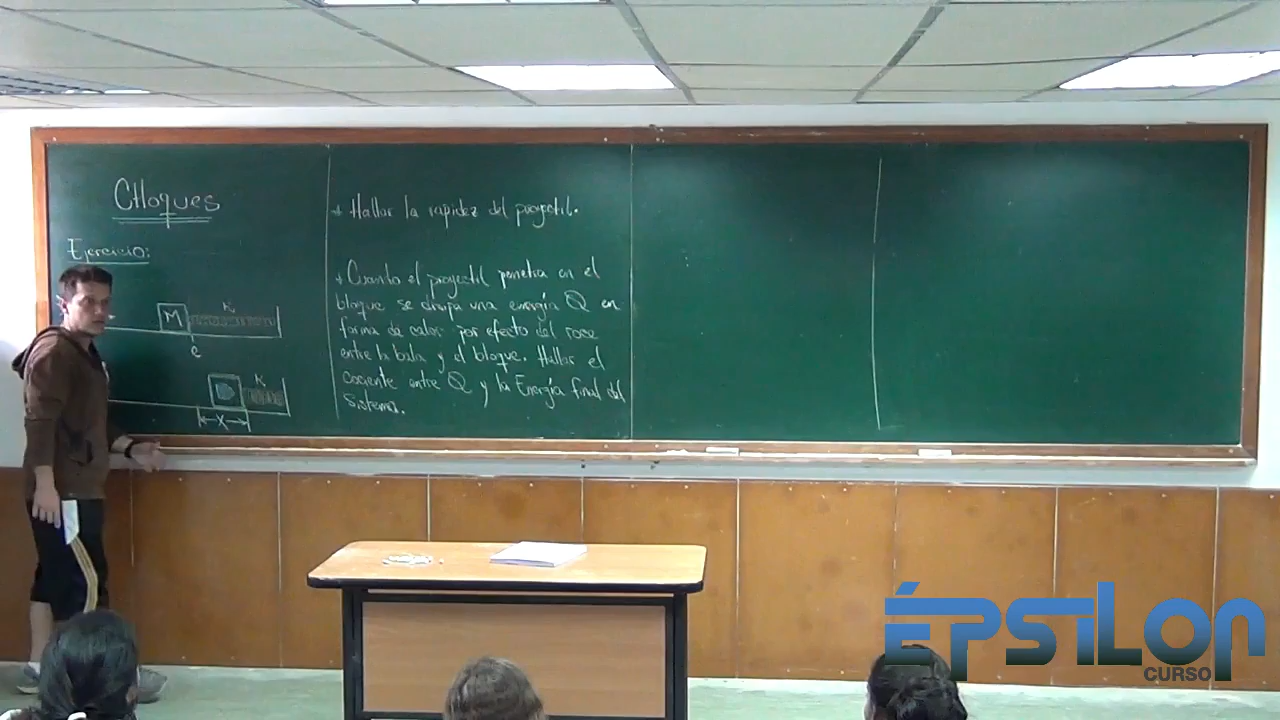 CHoques
Ejercicio:
M
K
e
K
x
* Hallar la rapidez del proyectil.
* Cuando el proyectil penetra en el
bloque se disipa una energía Q en
forma de calor por efecto del roce
entre la bala y el bloque. Hallar el
cociente entre Q y la Energía final del
Sistema.
ÉPSILON
CURSO